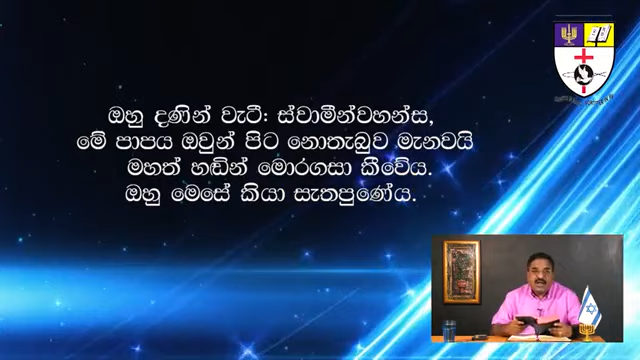 ඔහු දණින් වැටී: ස්වාමීන්වහන්ස,
මේ පාපය ඔවුන් පිට නොතැබුව මැනවයි
මහත් හඬින් මොරගසා කීවේය.
ඔහු මෙසේ කියා සැතපුණේය.